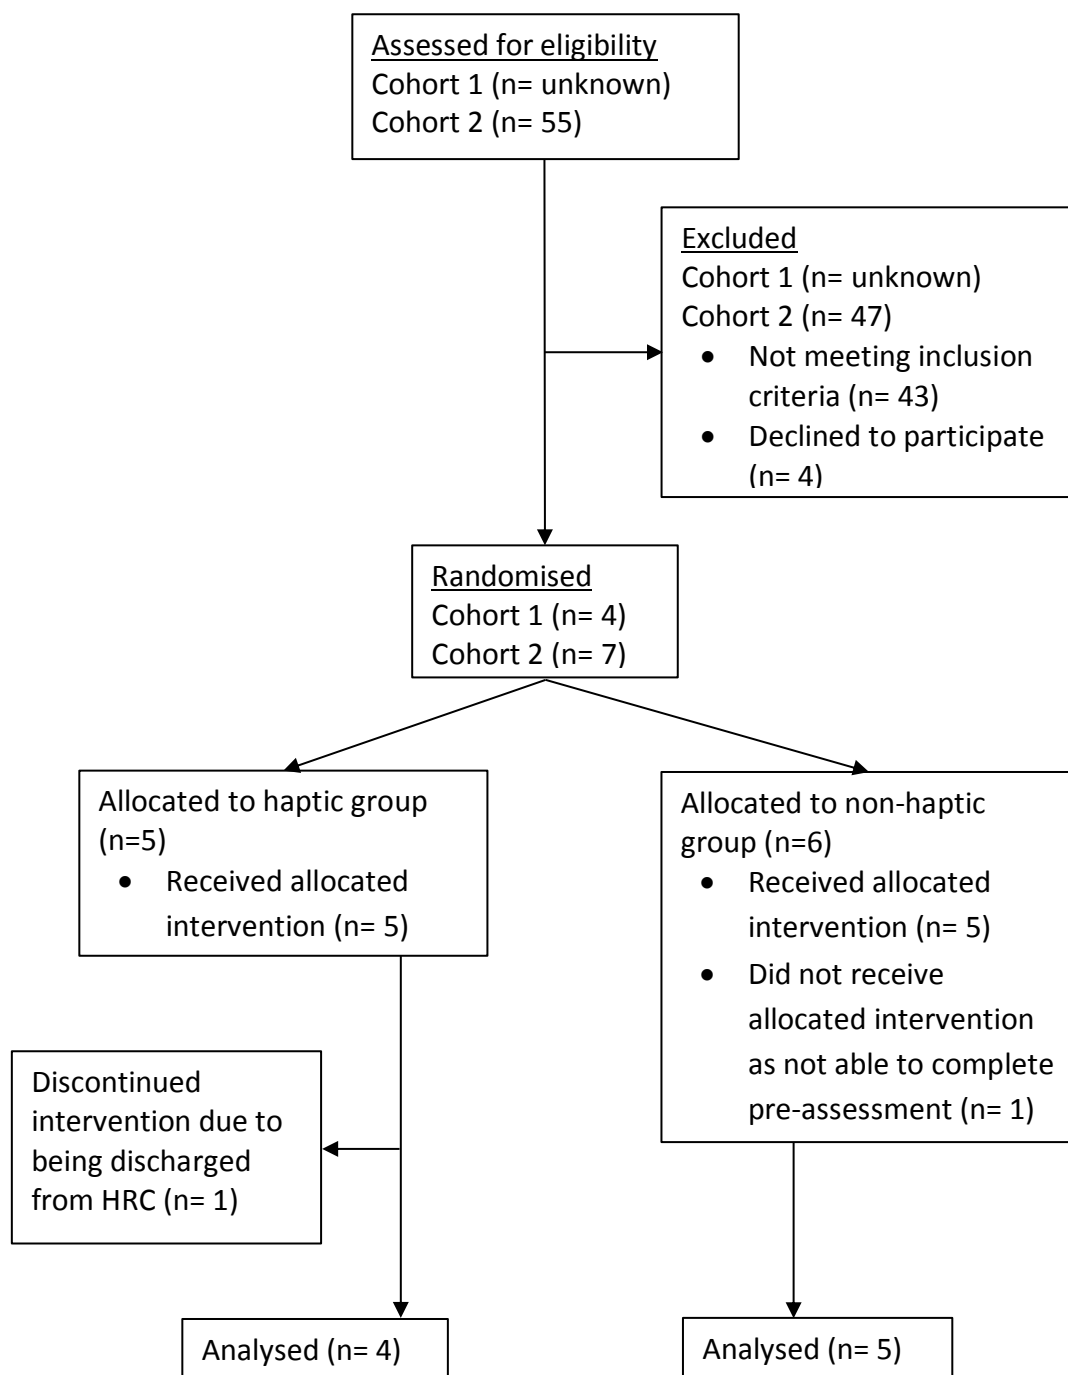 Assessed for eligibility
Cohort 1 (n= unknown)
Cohort 2 (n= 55)
Excluded
Cohort 1 (n= unknown)
Cohort 2 (n= 47)
• Not meeting inclusion
criteria (n= 43)
• Declined to participate
(n= 4)
Randomised
Cohort 1 (n= 4)
Cohort 2 (n= 7)
Allocated to haptic group
(n=5)
• Received allocated
intervention (n= 5)
Allocated to non-haptic
group (n=6)
• Received allocated
intervention (n= 5)
• Did not receive
allocated intervention
as not able to complete
pre-assessment (n= 1)
Discontinued
intervention due to
being discharged
from HRC (n= 1)
Analysed (n= 4)
Analysed (n= 5)